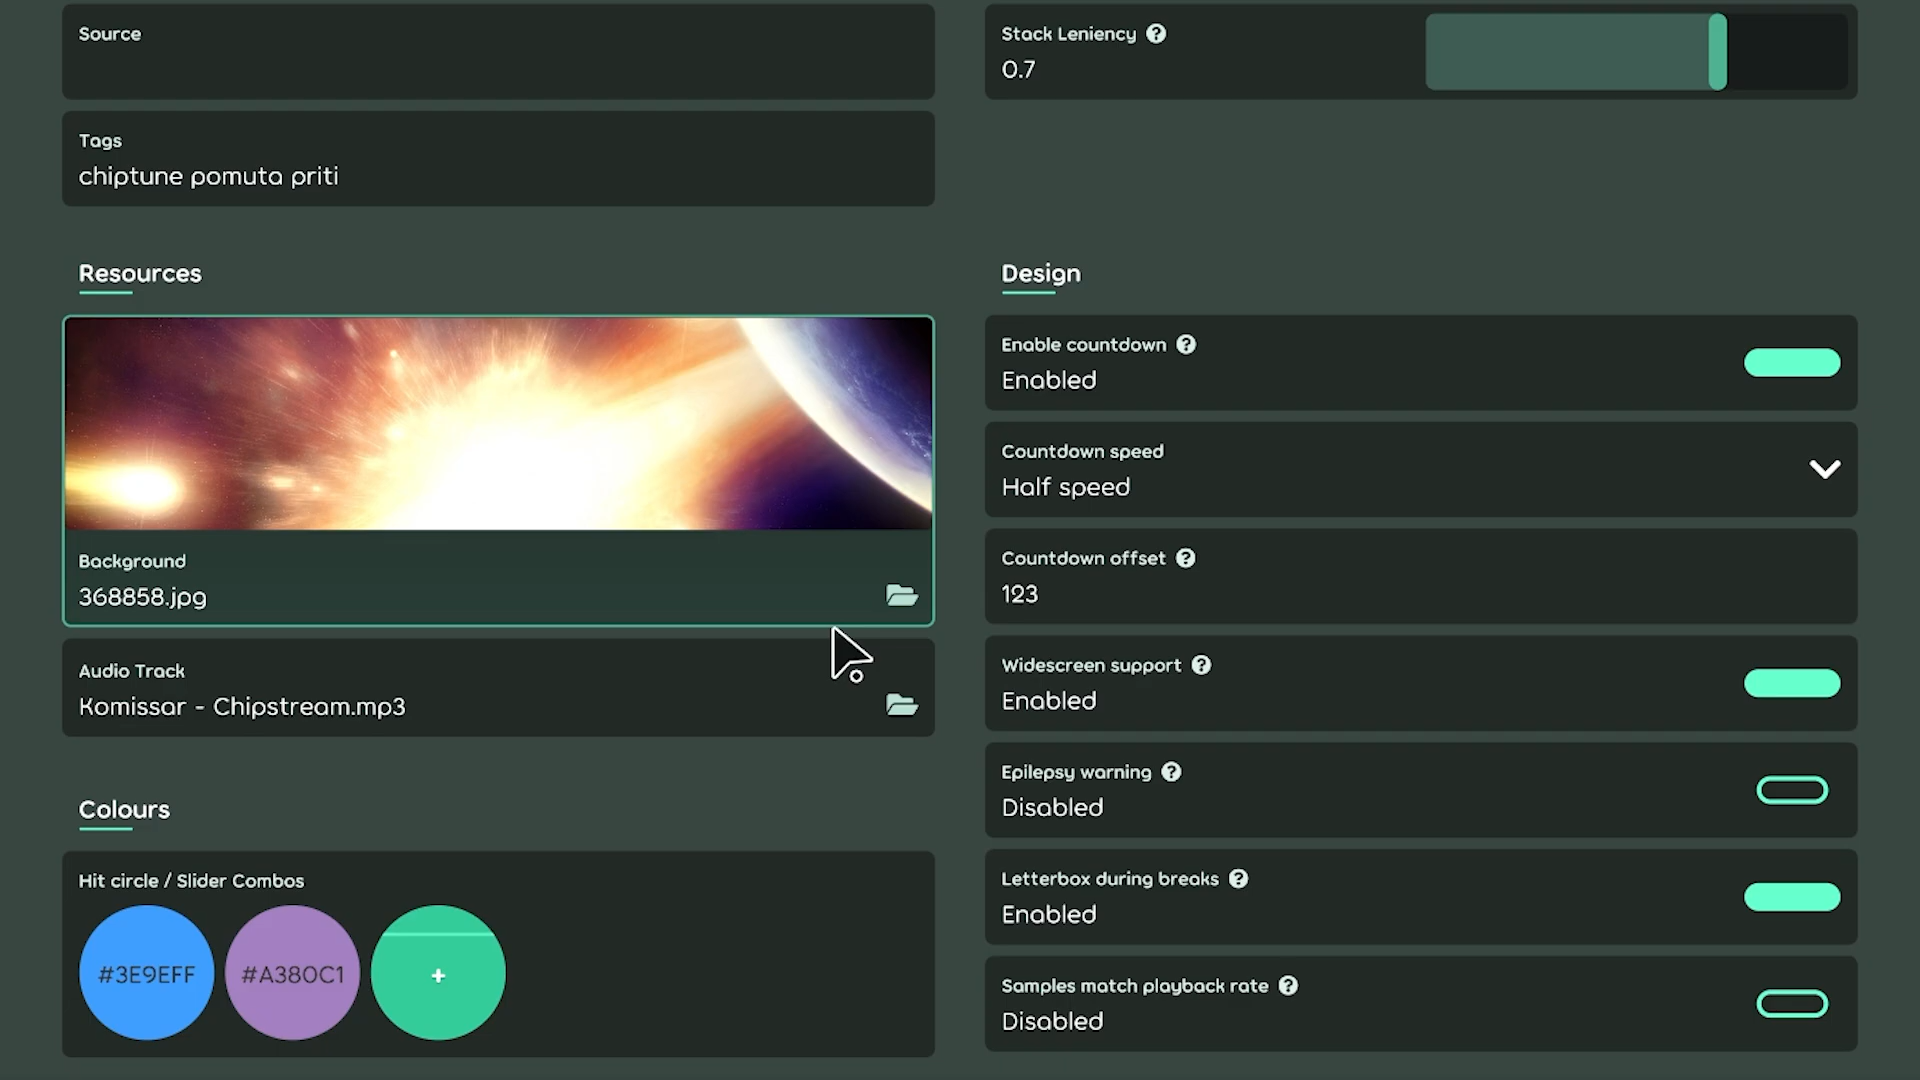 Source
Tags
chiptune pomuta priti
Resources
Background
368858.jpg
Audio Track
Komissar - Chipstream.mp3
Colours
Hit circle / Slider Combos
#3E9EFF
#A380C1
+
Stack Leniency ?
0.7
Design
Enable countdown ?
Enabled
Countdown speed
Half speed
Countdown offset ?
123
Widescreen support ?
Enabled
Epilepsy warning ?
Disabled
Letterbox during breaks ?
Enabled
Samples match playback rate ?
Disabled